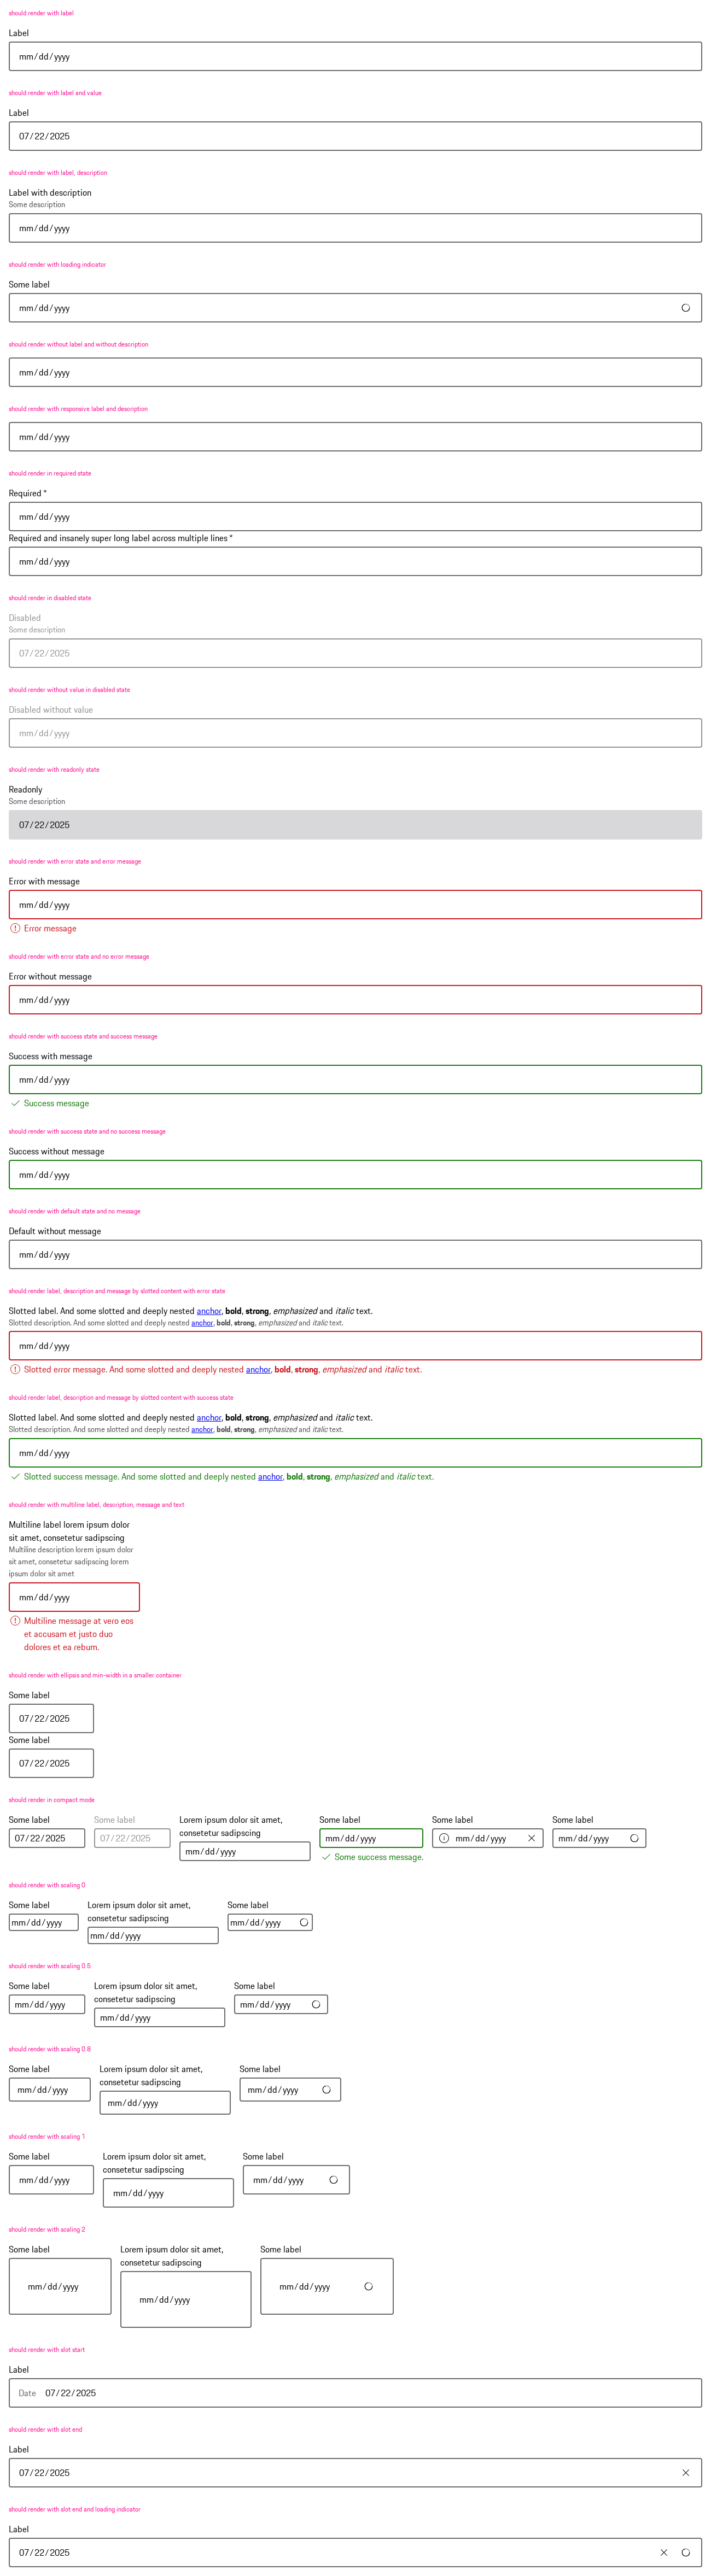 should render with label
Label
mm/dd/yyyy
should render with label and value
Label
07/22/2025
should render with label, description
Label with description
Some description
mm/dd/yyyy
should render with loading indicator
Some label
mm/dd/yyyy
should render without label and without description
mm/dd/yyyy
should render with responsive label and description
mm/dd/yyyy
should render in required state
Required *
mm/dd/yyyy
Required and insanely super long label across multiple lines *
mm/dd/yyyy
should render in disabled state
Disabled
Some description
07/22/2025
should render without value in disabled state
Disabled without value
mm/dd/yyyy
should render with readonly state
Readonly
Some description
07/22/2025
should render with error state and error message
Error with message
mm/dd/yyyy
Error message
should render with error state and no error message
Error without message
mm/dd/yyyy
should render with success state and success message
Success with message
mm/dd/yyyy
Success message
should render with success state and no success message
Success without message
mm/dd/yyyy
should render with default state and no message
Default without message
mm/dd/yyyy
should render label, description and message by slotted content with error state
Slotted label. And some slotted and deeply nested anchor, bold, strong, emphasized and italic text.
Slotted description. And some slotted and deeply nested anchor, bold, strong, emphasized and italic text.
mm/dd/yyyy
Slotted error message. And some slotted and deeply nested anchor, bold, strong, emphasized and italic text.
should render label, description and message by slotted content with success state
Slotted label. And some slotted and deeply nested anchor, bold, strong, emphasized and italic text.
Slotted description. And some slotted and deeply nested anchor, bold, strong, emphasized and italic text.
mm/dd/yyyy
Slotted success message. And some slotted and deeply nested anchor, bold, strong, emphasized and italic text.
should render with multiline label, description, message and text
Multiline label lorem ipsum dolor
sit amet, consetetur sadipscing
Multiline description lorem ipsum dolor
sit amet, consetetur sadipscing lorem
ipsum dolor sit amet
mm/dd/yyyy
Multiline message at vero eos
et accusam et justo duo
dolores et ea rebum.
should render with ellipsis and min-width in a smaller container
Some label
07/22/2025
Some label
07/22/2025
should render in compact mode
Some label
07/22/2025
Some label
07/22/2025
Lorem ipsum dolor sit amet,
consetetur sadipscing
mm/dd/yyyy
Some label
mm/dd/yyyy
Some success message.
Some label
mm/dd/yyyy
Some label
mm/dd/yyyy
should render with scaling 0
Some label
mm/dd/yyyy
Lorem ipsum dolor sit amet,
consetetur sadipscing
mm/dd/yyyy
Some label
mm/dd/yyyy
should render with scaling 0.5
Some label
mm/dd/yyyy
Lorem ipsum dolor sit amet,
consetetur sadipscing
mm/dd/yyyy
Some label
mm/dd/yyyy
should render with scaling 0.8
Some label
mm/dd/yyyy
Lorem ipsum dolor sit amet,
consetetur sadipscing
mm/dd/yyyy
Some label
mm/dd/yyyy
should render with scaling 1
Some label
mm/dd/yyyy
Lorem ipsum dolor sit amet,
consetetur sadipscing
mm/dd/yyyy
Some label
mm/dd/yyyy
should render with scaling 2
Some label
mm/dd/yyyy
Lorem ipsum dolor sit amet,
consetetur sadipscing
mm/dd/yyyy
Some label
mm/dd/yyyy
should render with slot start
Label
Date 07/22/2025
should render with slot end
Label
07/22/2025
should render with slot end and loading indicator
Label
07/22/2025